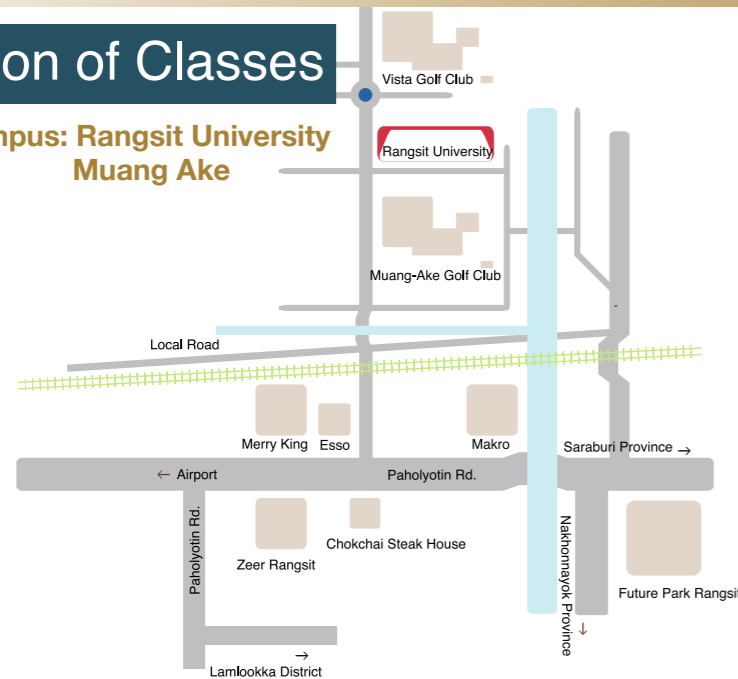 on of Classes
mpus: Rangsit University
Muang Ake
Vista Golf Club
Rangsit University
Muang-Ake Golf Club
Local Road
Merry King
Esso
Makro
Saraburi Province →
← Airport
Paholyotin Rd.
Paholyotin Rd.
Zeer Rangsit
Chokchai Steak House
Nakhonnayok Province →
Future Park Rangsit
→
Lamlookka District